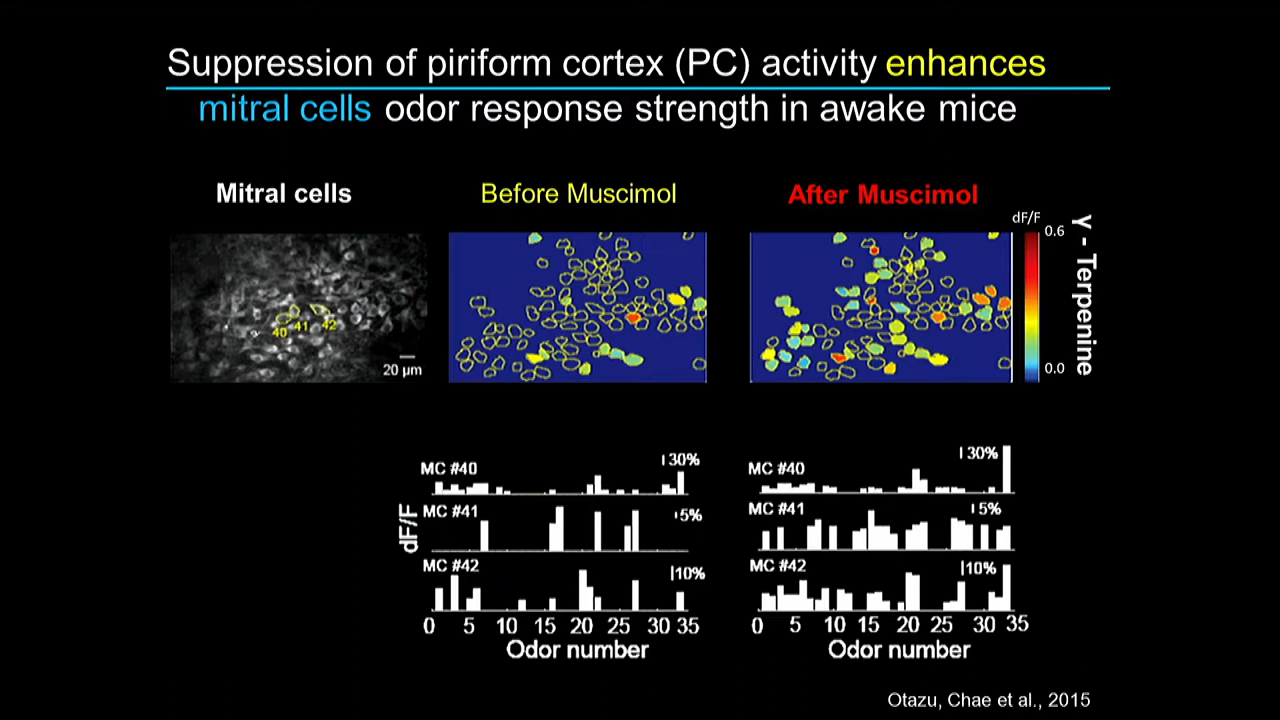 Suppression of piriform cortex (PC) activity enhances
mitral cells odor response strength in awake mice
Mitral cells
Before Muscimol
After Muscimol
40 41 42
20 µm
dF/F
0.6
0.0
γ - Terpenine
dF/F
MC #40
30%
MC #41
5%
MC #42
10%
0 5 10 15 20 25 30 35
Odor number
MC #40
30%
MC #41
5%
MC #42
10%
0 5 10 15 20 25 30 35
Odor number
Otazu, Chae et al., 2015